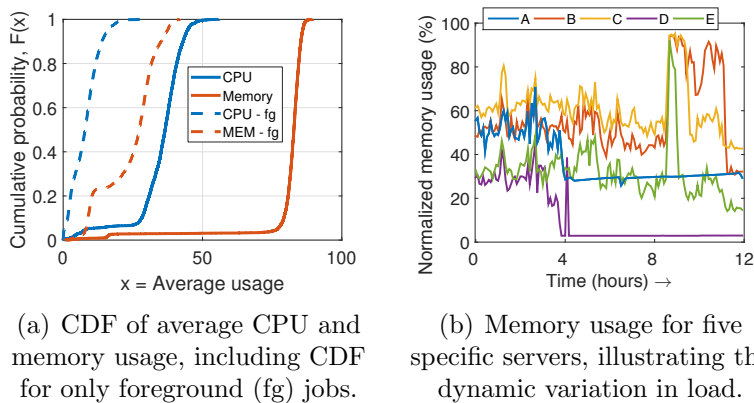 Cumulative probability, F(x)
1
0.8
0.6
0.4
0.2
0
CPU
Memory
CPU - fg
MEM - fg
0 50 100
x = Average usage
(a) CDF of average CPU and
memory usage, including CDF
for only foreground (fg) jobs.
Normalized memory usage (%)
A B C D E
100
80
60
40
20
0
0 4 8 12
Time (hours) →
(b) Memory usage for five
specific servers, illustrating th
dynamic variation in load.